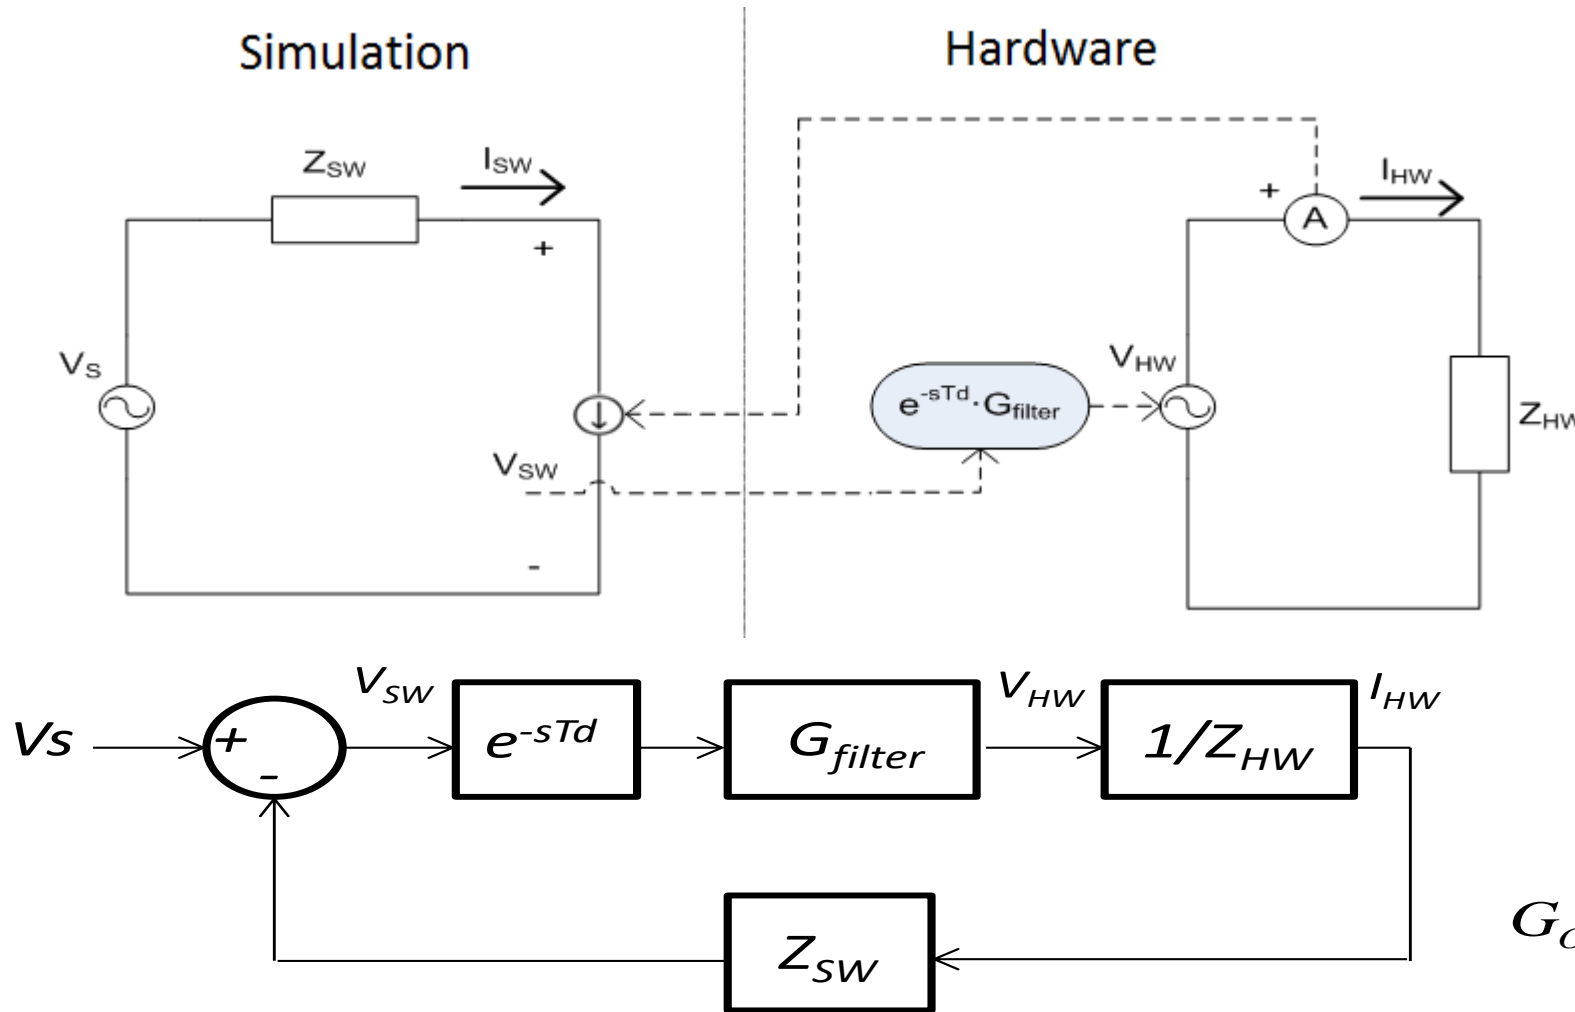 Simulation
Hardware
Z_SW
I_SW
+
I_HW
+
A
V_S
V_HW
e^-sTd·G_filter
Z_HW
V_SW
-
V_SW
V_HW
I_HW
Vs
+
-
e^-sTd
G_filter
1/Z_HW
Z_SW
G